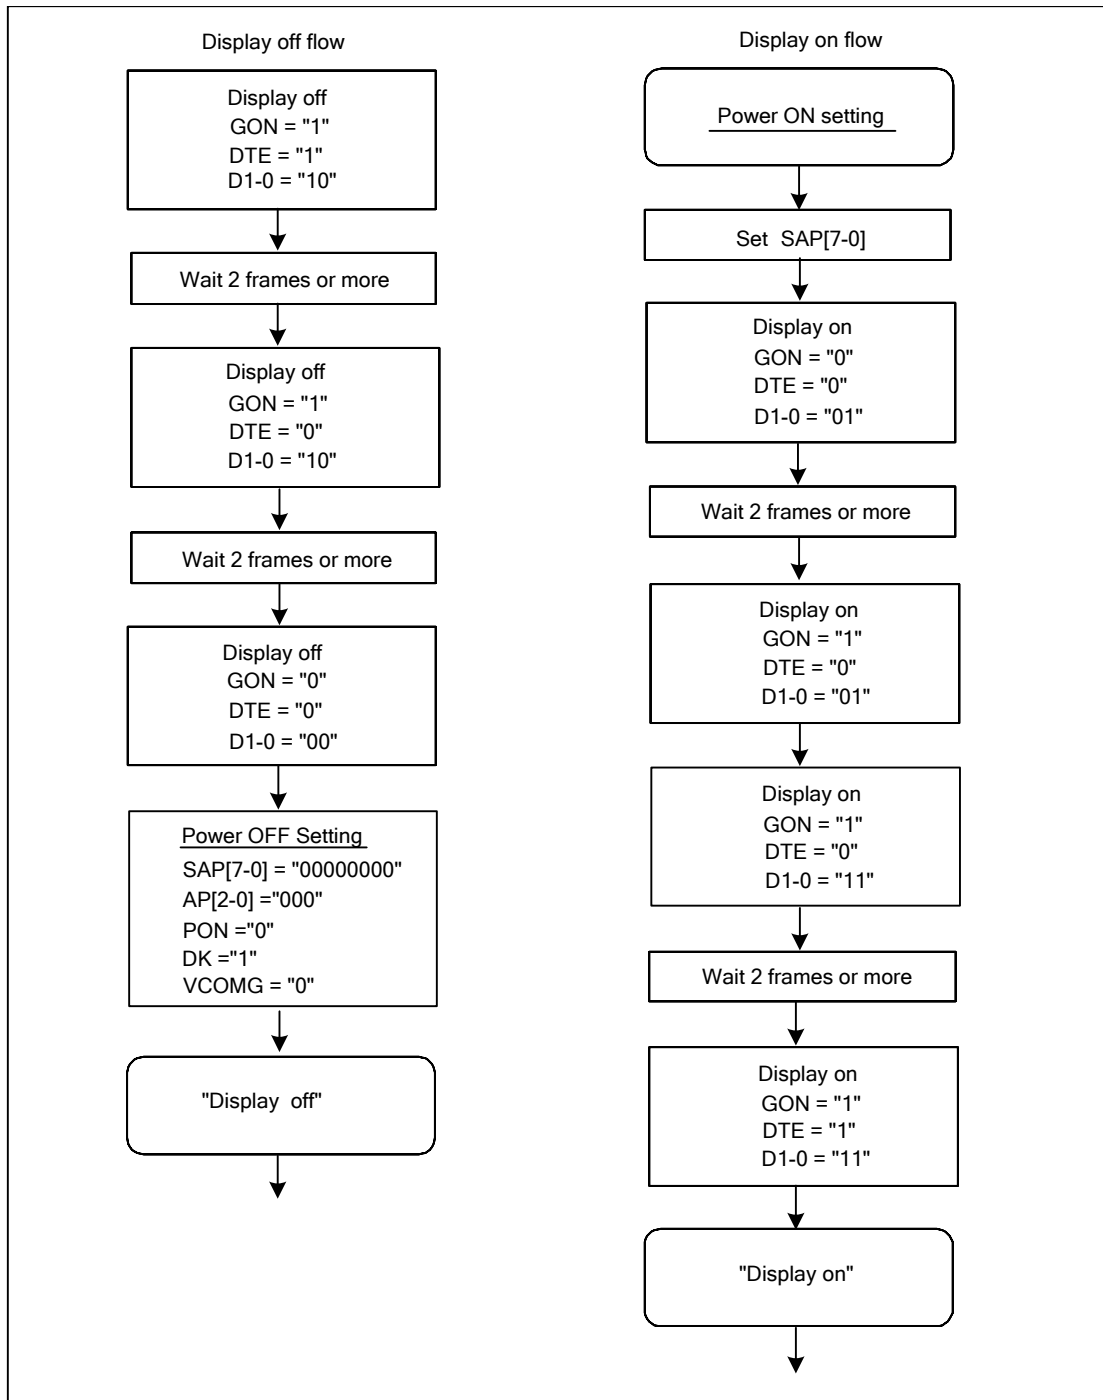 Display off flow
Display off
GON = "1"
DTE = "1"
D1-0 = "10"
Wait 2 frames or more
Display off
GON = "1"
DTE = "0"
D1-0 = "10"
Wait 2 frames or more
Display off
GON = "0"
DTE = "0"
D1-0 = "00"
Power OFF Setting
SAP[7-0] = "00000000"
AP[2-0] ="000"
PON ="0"
DK ="1"
VCOMG = "0"
"Display off"
Display on flow
Power ON setting
Set SAP[7-0]
Display on
GON = "0"
DTE = "0"
D1-0 = "01"
Wait 2 frames or more
Display on
GON = "1"
DTE = "0"
D1-0 = "01"
Display on
GON = "1"
DTE = "0"
D1-0 = "11"
Wait 2 frames or more
Display on
GON = "1"
DTE = "1"
D1-0 = "11"
"Display on"